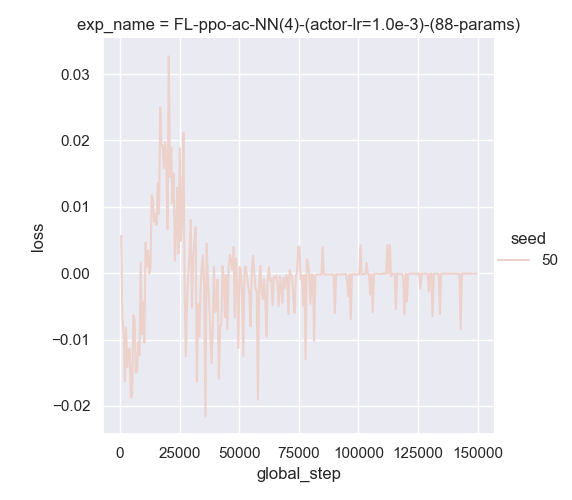 exp_name = FL-ppo-ac-NN(4)-(actor-lr=1.0e-3)-(88-params)
0.03
0.02
0.01
0.00
−0.01
−0.02
loss
0 25000 50000 75000 100000 125000 150000
global_step
seed
50